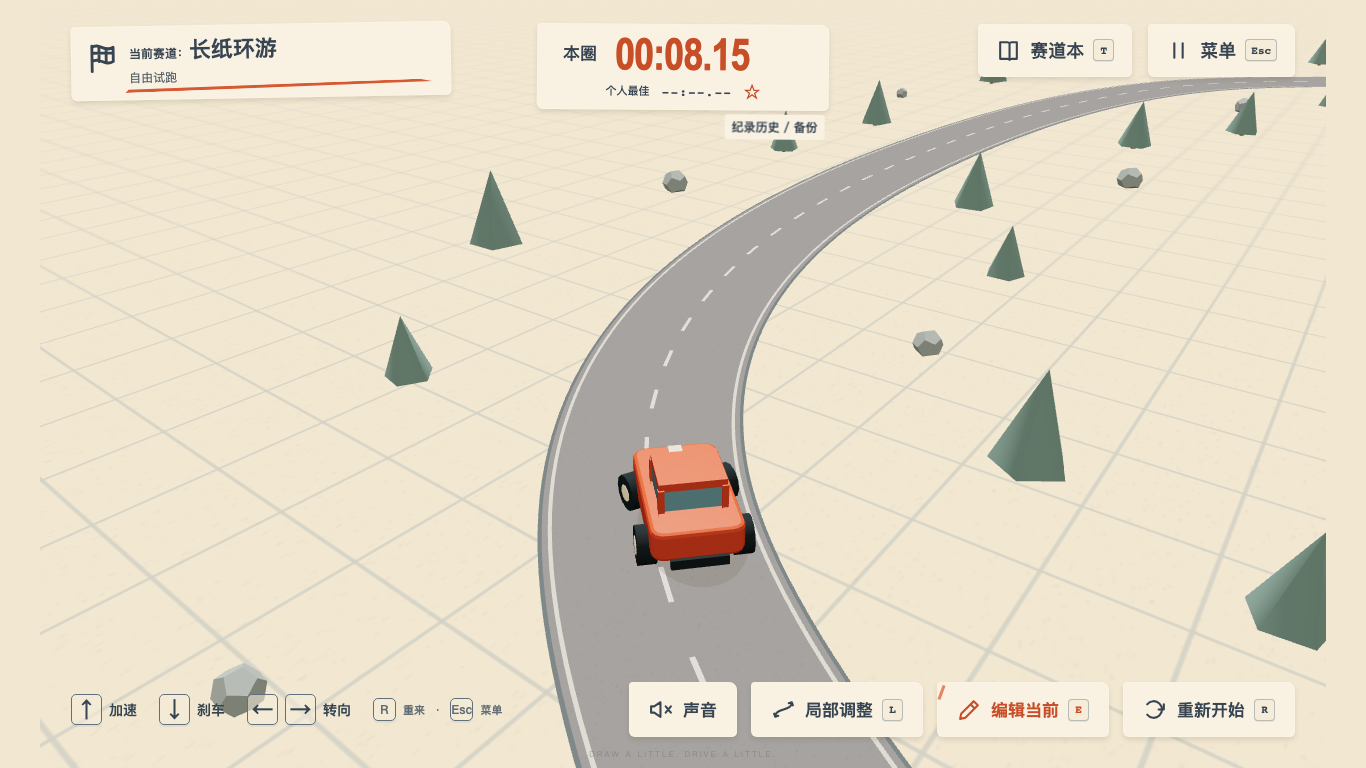 当前赛道: 长纸环游
自由试跑
本圈 00:08.15
个人最佳 --:--.--
纪录历史 / 备份
赛道本 T
菜单 Esc
↑ 加速 ↓ 刹车 ← → 转向 R 重来 · Esc 菜单
声音
局部调整 L
编辑当前 E
重新开始 R
DRAW A LITTLE. DRIVE A LITTLE.